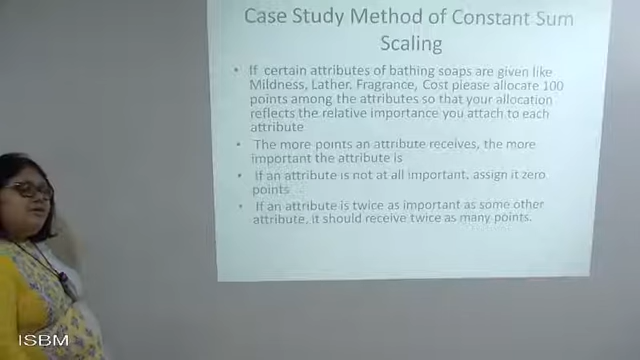 Case Study Method of Constant Sum
Scaling
• If certain attributes of bathing soaps are given like
Mildness, Lather, Fragrance, Cost please allocate 100
points among the attributes so that your allocation
reflects the relative importance you attach to each
attribute
• The more points an attribute receives, the more
important the attribute is
• If an attribute is not at all important, assign it zero
points
• If an attribute is twice as important as some other
attribute, it should receive twice as many points.
ISBM